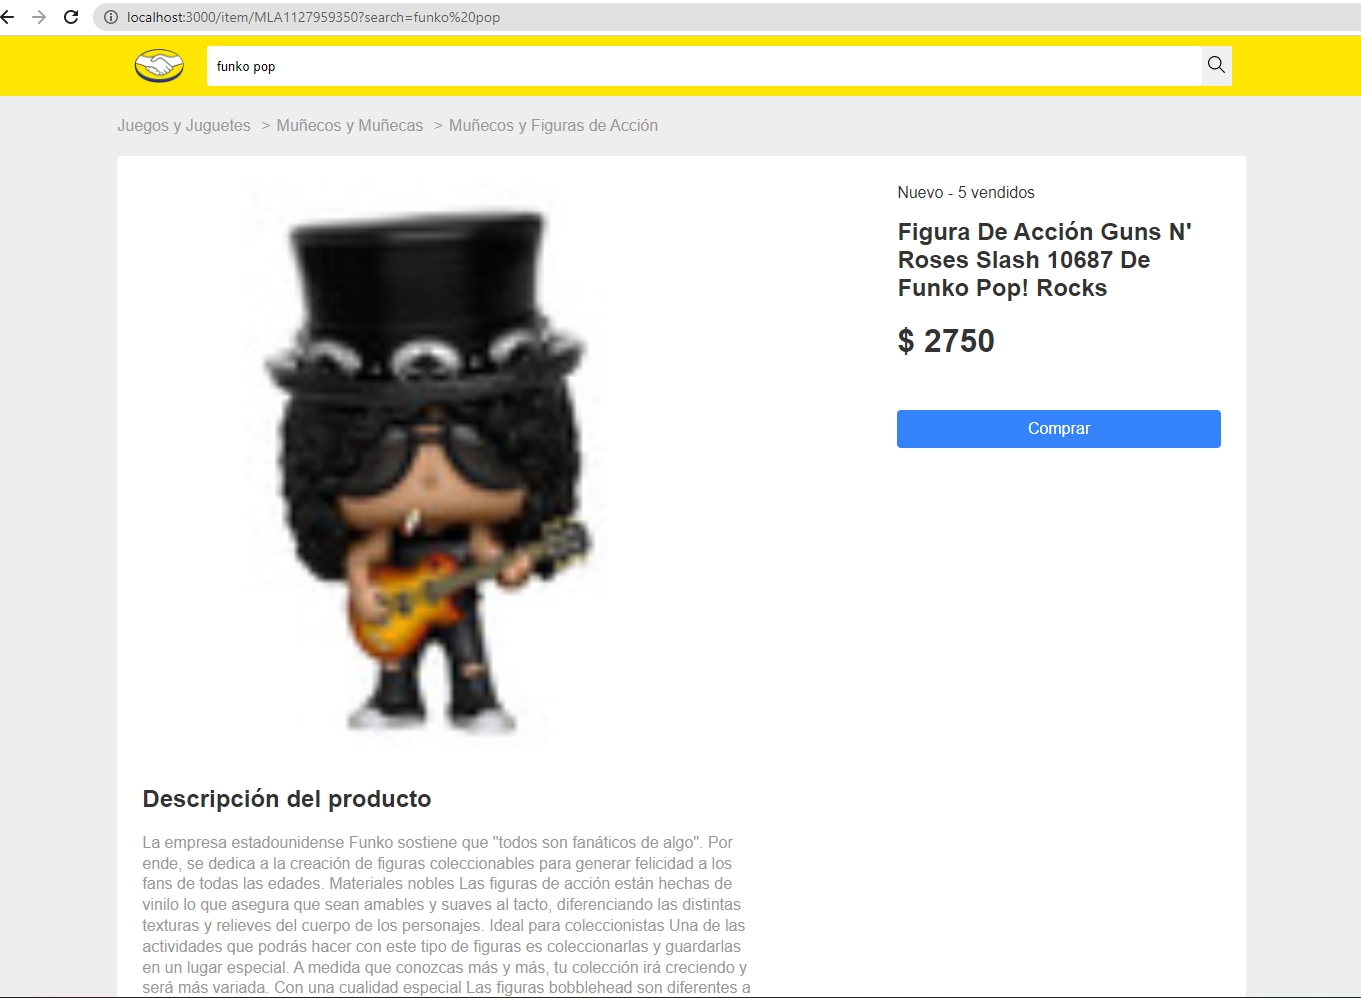 localhost:3000/item/MLA1127959350?search=funko%20pop
funko pop
Juegos y Juguetes > Muñecos y Muñecas > Muñecos y Figuras de Acción
Nuevo - 5 vendidos
Figura De Acción Guns N'
Roses Slash 10687 De
Funko Pop! Rocks
$ 2750
Comprar
Descripción del producto
La empresa estadounidense Funko sostiene que "todos son fanáticos de algo". Por
ende, se dedica a la creación de figuras coleccionables para generar felicidad a los
fans de todas las edades. Materiales nobles Las figuras de acción están hechas de
vinilo lo que asegura que sean amables y suaves al tacto, diferenciando las distintas
texturas y relieves del cuerpo de los personajes. Ideal para coleccionistas Una de las
actividades que podrás hacer con este tipo de figuras es coleccionarlas y guardarlas
en un lugar especial. A medida que conozcas más y más, tu colección irá creciendo y
será más variada. Con una cualidad especial Las figuras bobblehead son diferentes a